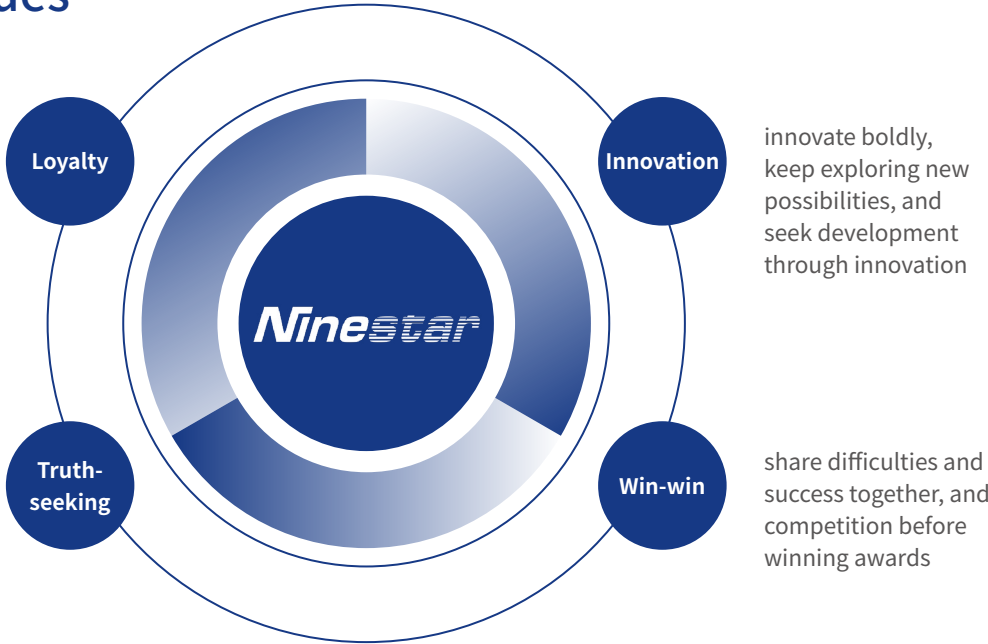 Loyalty
Innovation
innovate boldly,
keep exploring new
possibilities, and
seek development
through innovation
Ninestar
Truth-
seeking
Win-win
share difficulties and
success together, and
competition before
winning awards